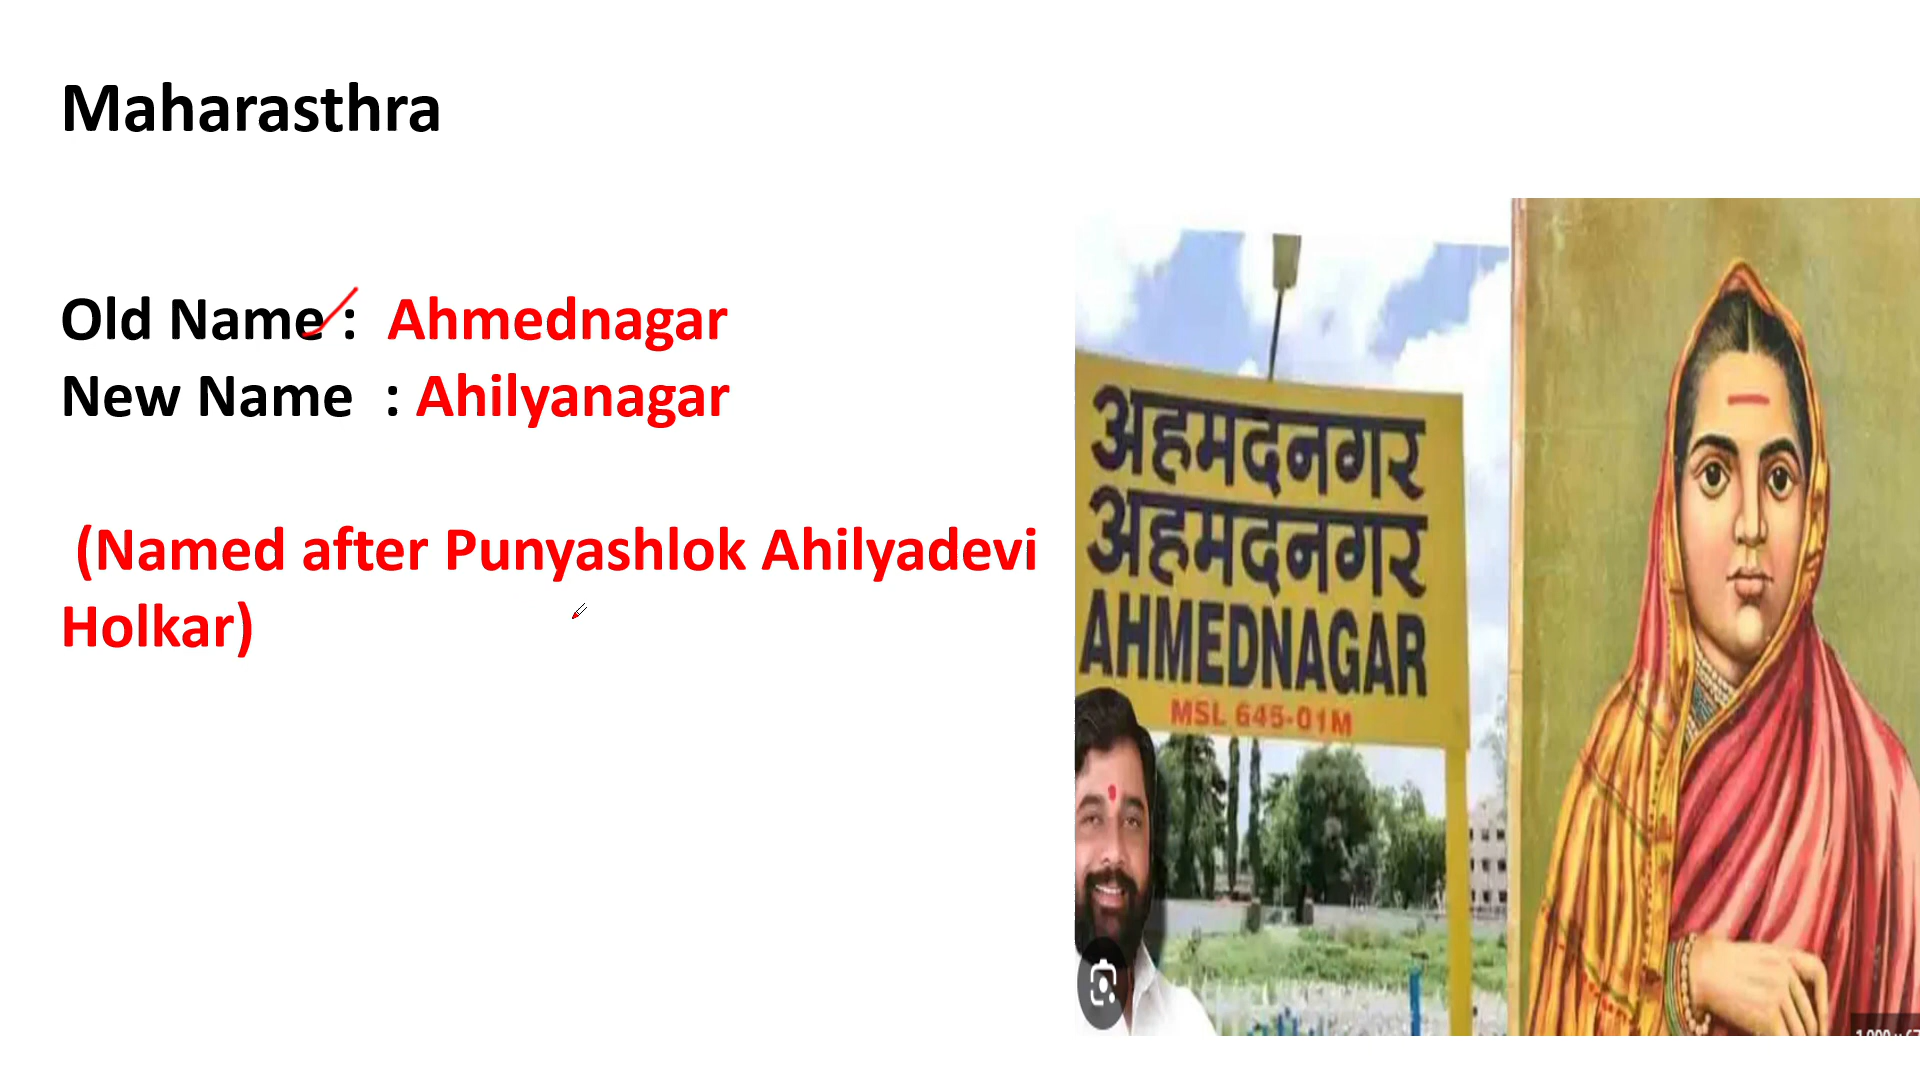 Maharasthra
Old Name : Ahmednagar
New Name : Ahilyanagar
(Named after Punyashlok Ahilyadevi
Holkar)
अहमदनगर
अहमदनगर
AHMEDNAGAR
MSL 645-01M